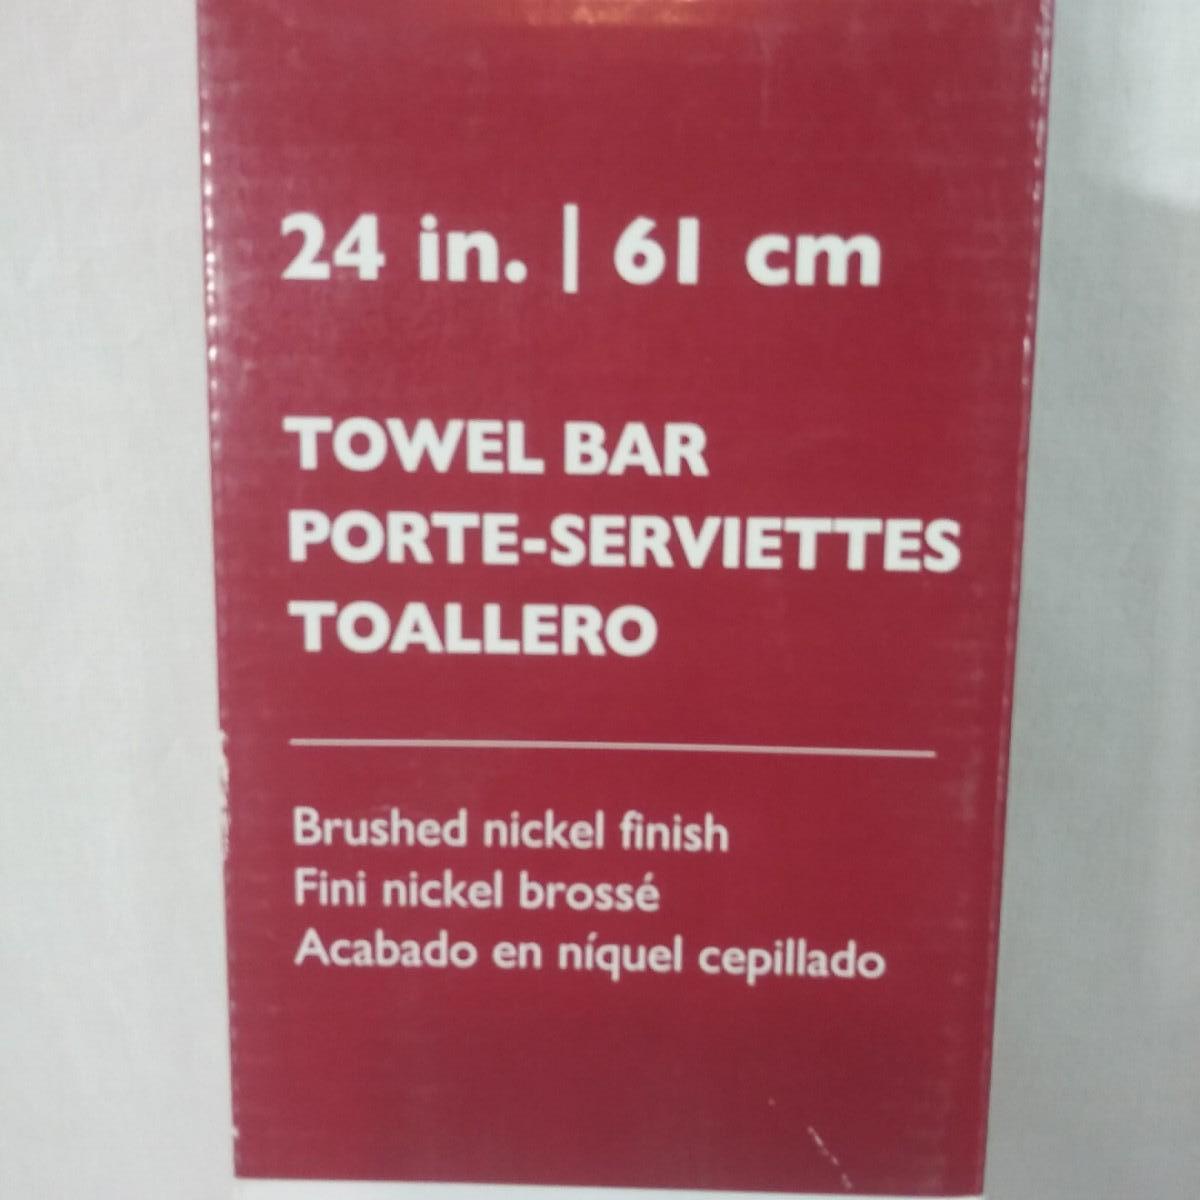 24 in. | 61 cm
TOWEL BAR
PORTE-SERVIETTES
TOALLERO
Brushed nickel finish
Fini nickel brossé
Acabado en níquel cepillado